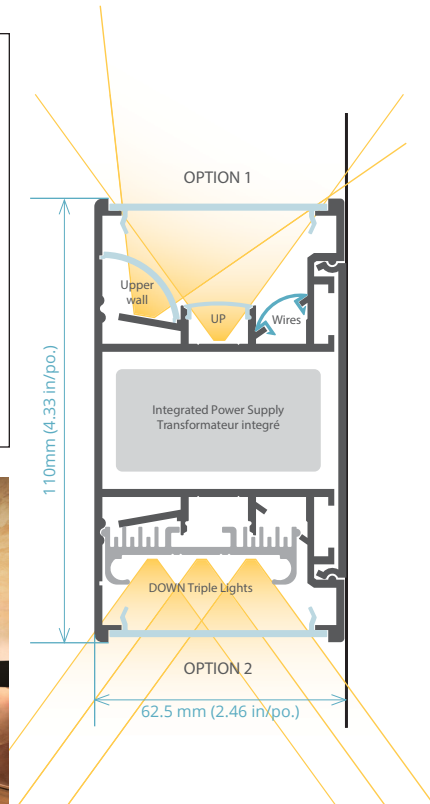 OPTION 1
Upper
wall
UP
Wires
Integrated Power Supply
Transformateur integré
110mm (4.33 in/po.)
DOWN Triple Lights
OPTION 2
62.5 mm (2.46 in/po.)